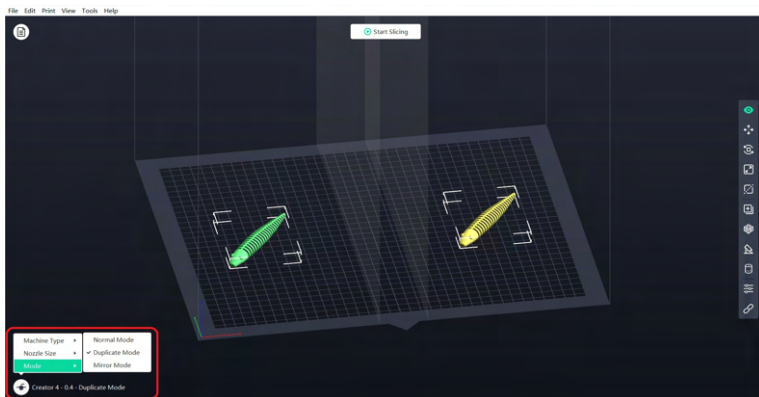 File Edit Print View Tools Help
Start Slicing
Machine Type
Nozzle Size
Mode
Normal Mode
Duplicate Mode
Mirror Mode
Creator 4 - 0.4 - Duplicate Mode